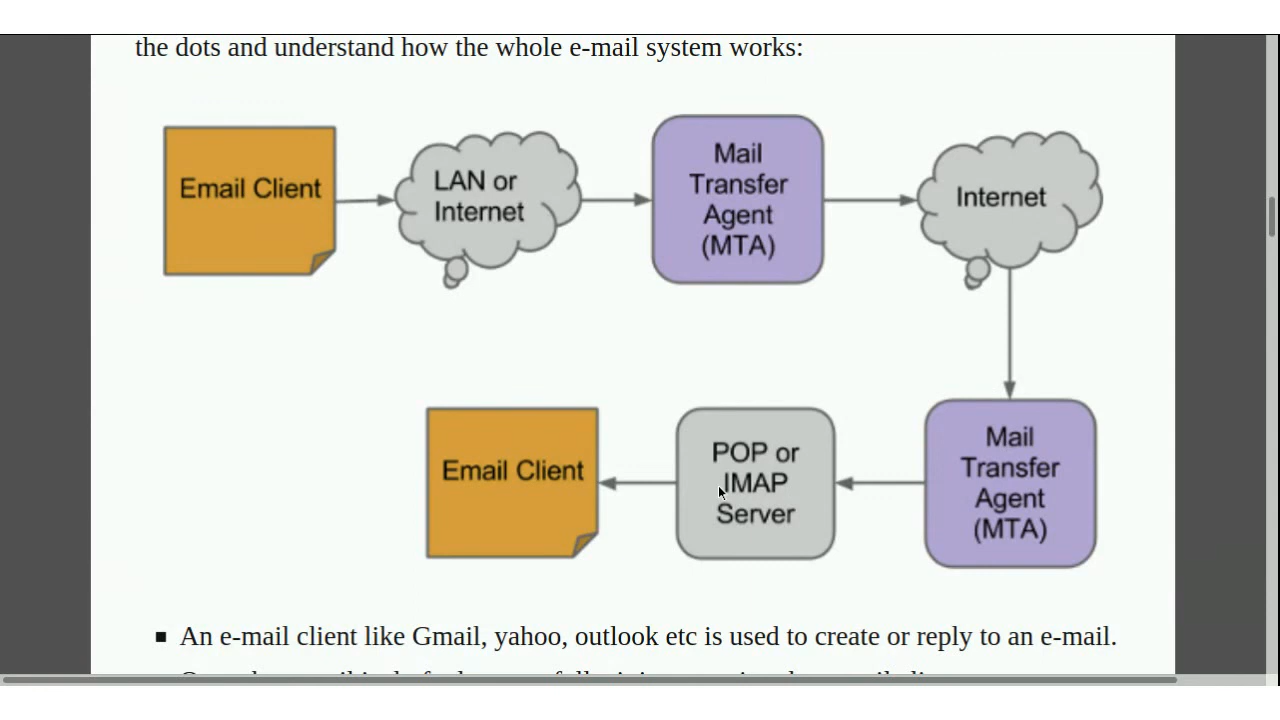 the dots and understand how the whole e-mail system works:
Email Client
LAN or
Internet
Mail
Transfer
Agent
(MTA)
Internet
Mail
Transfer
Agent
(MTA)
POP or
IMAP
Server
Email Client
An e-mail client like Gmail, yahoo, outlook etc is used to create or reply to an e-mail.